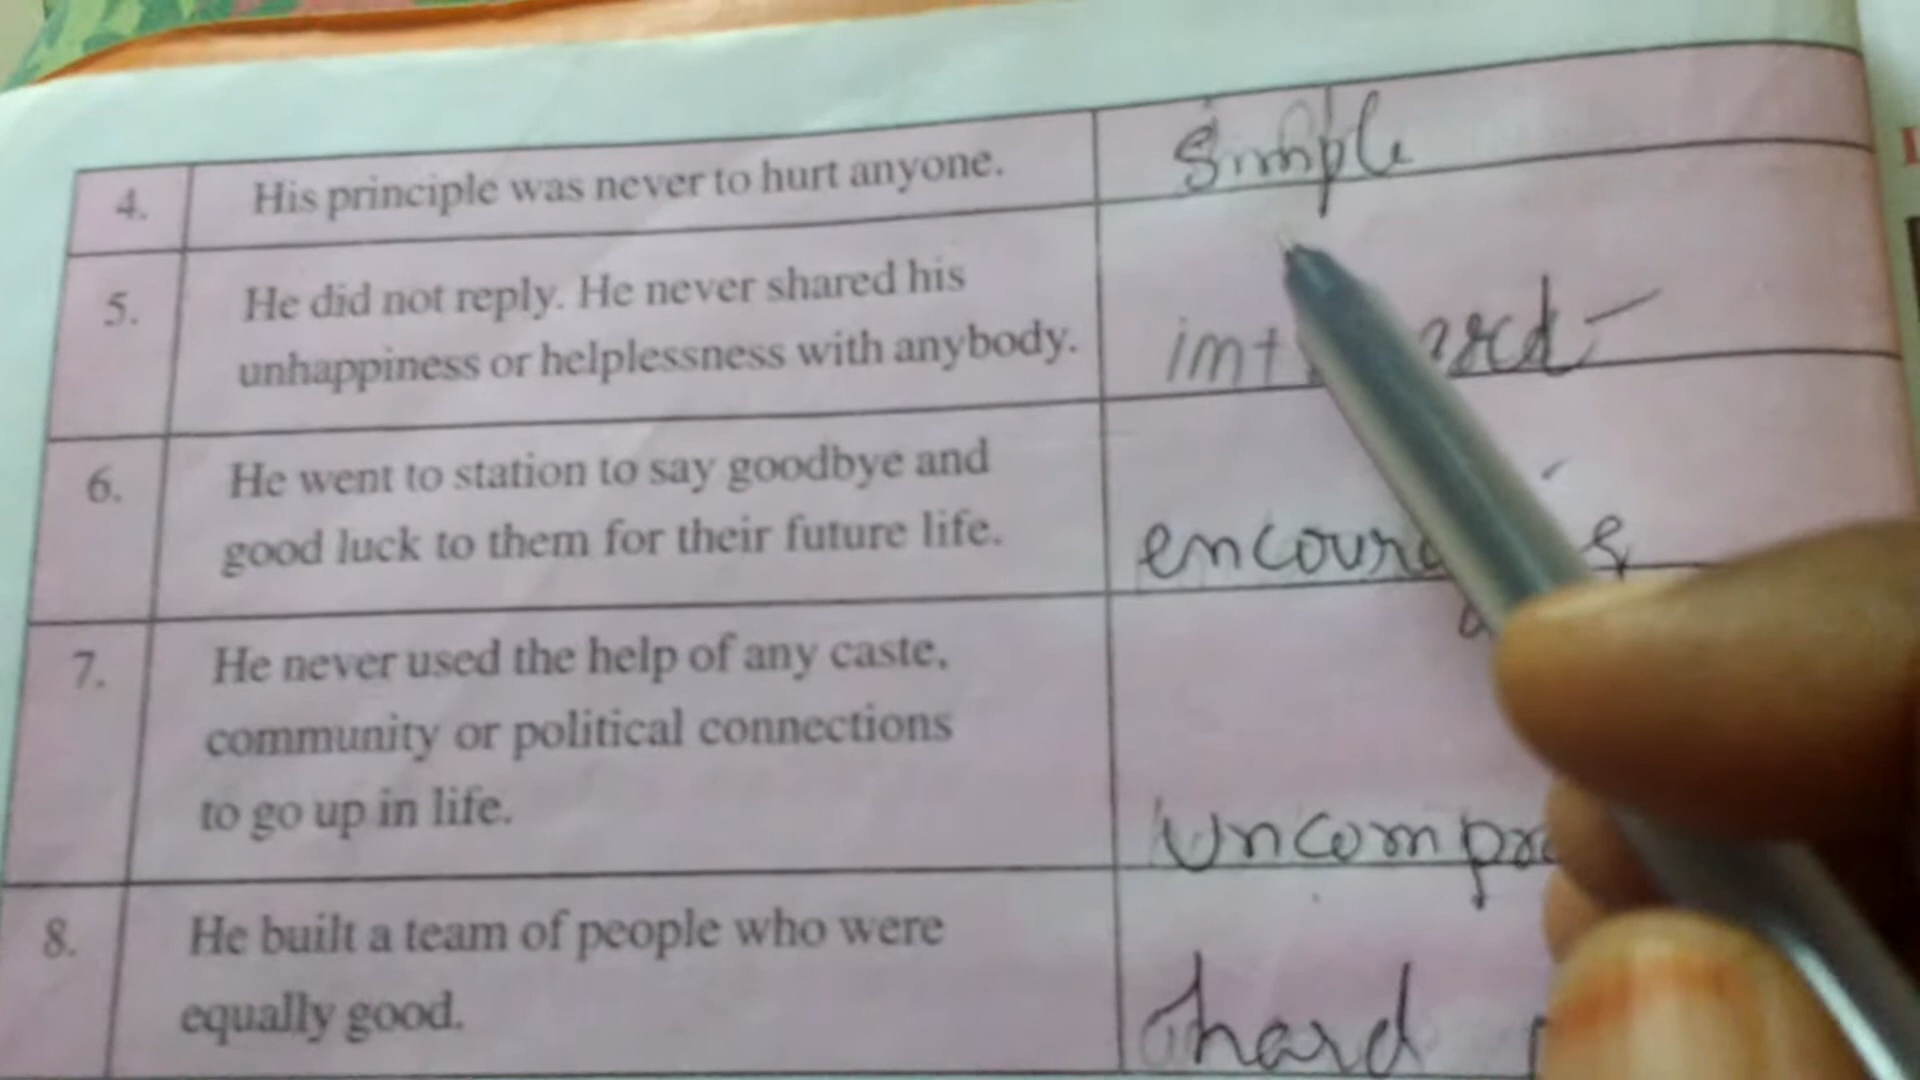 4. His principle was never to hurt anyone. Simple
5. He did not reply. He never shared his
unhappiness or helplessness with anybody.
6. He went to station to say goodbye and
good luck to them for their future life.
7. He never used the help of any caste,
community or political connections
to go up in life.
8. He built a team of people who were
equally good. hard